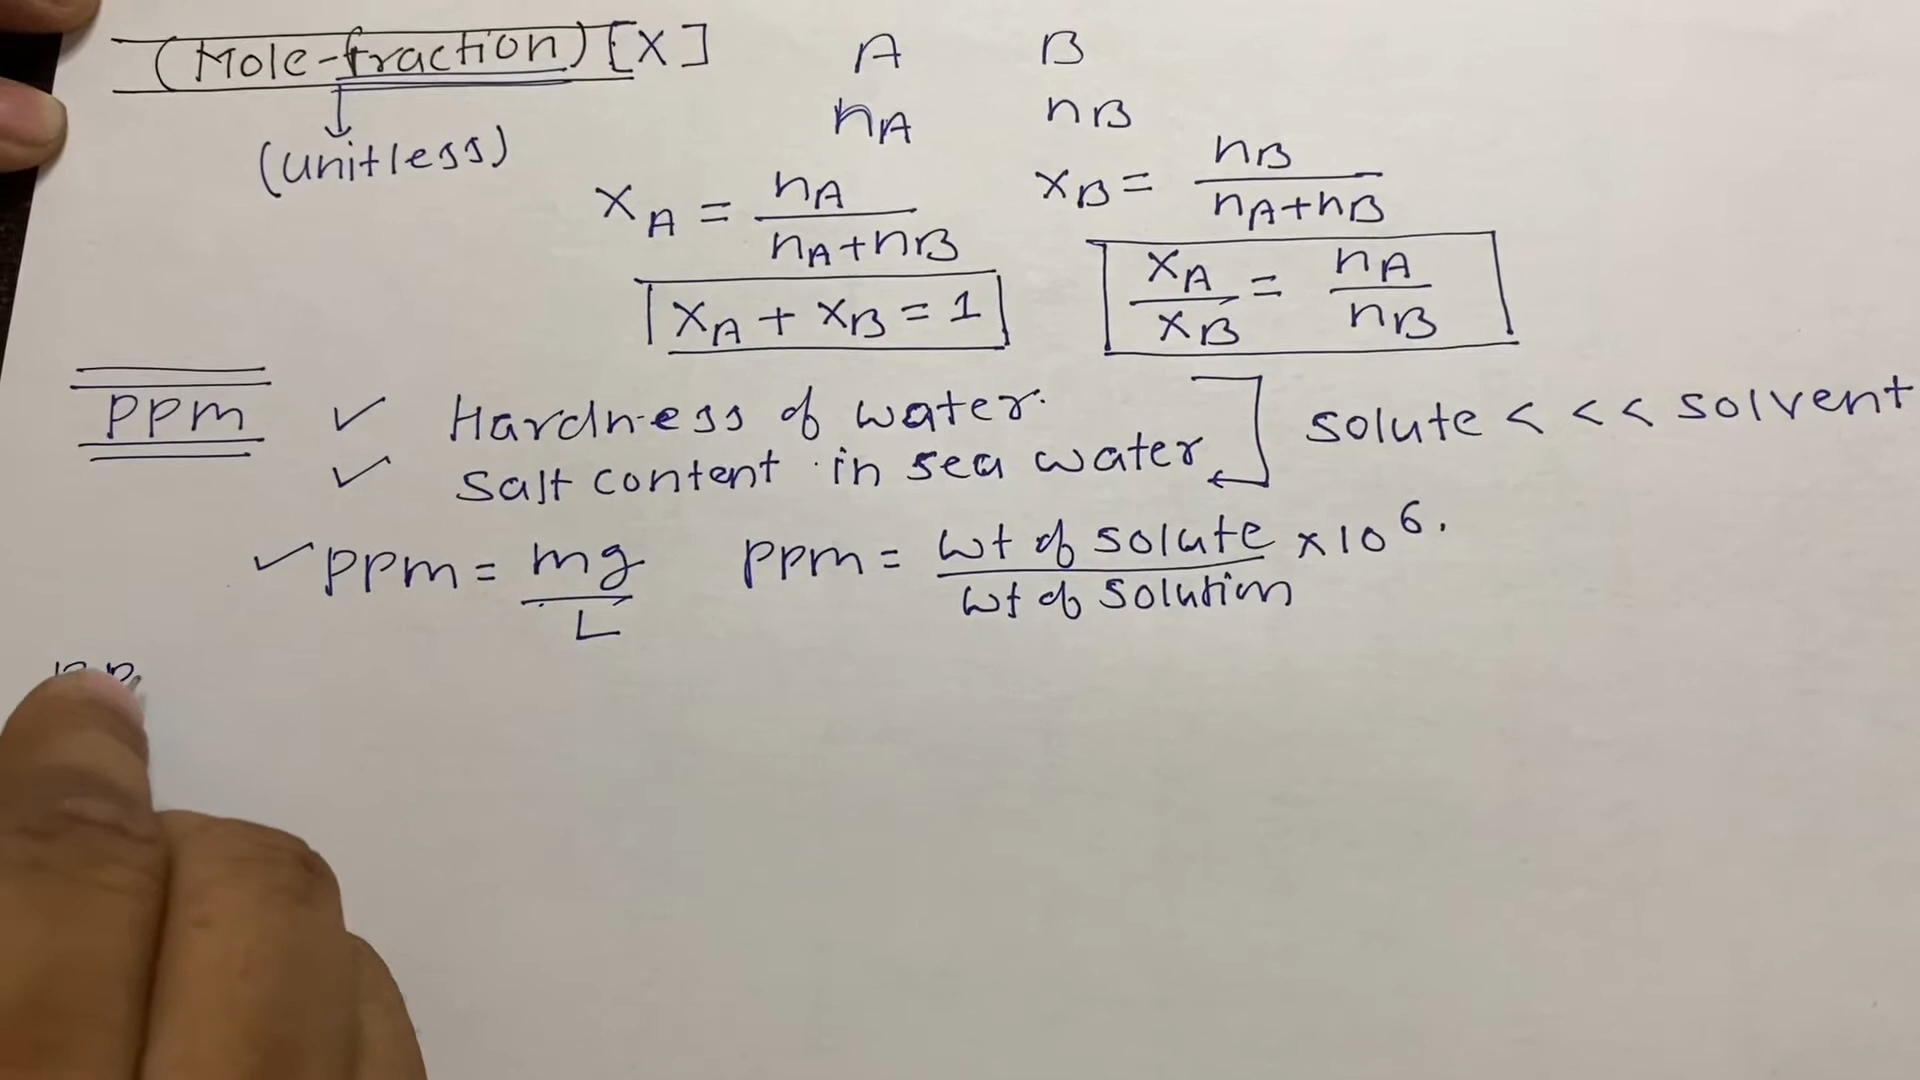 (Mole-fraction) [X] A B
(unitless) nA nB
xA = nA / nA+nB xB = nB / nA+nB
xA + xB = 1 xA / xB = nA / nB
PPm ✓ Hardness of water.
✓ Salt content in sea water solute < < < solvent
✓ PPm = mg / L PPm = wt of solute / wt of solution × 10⁶.